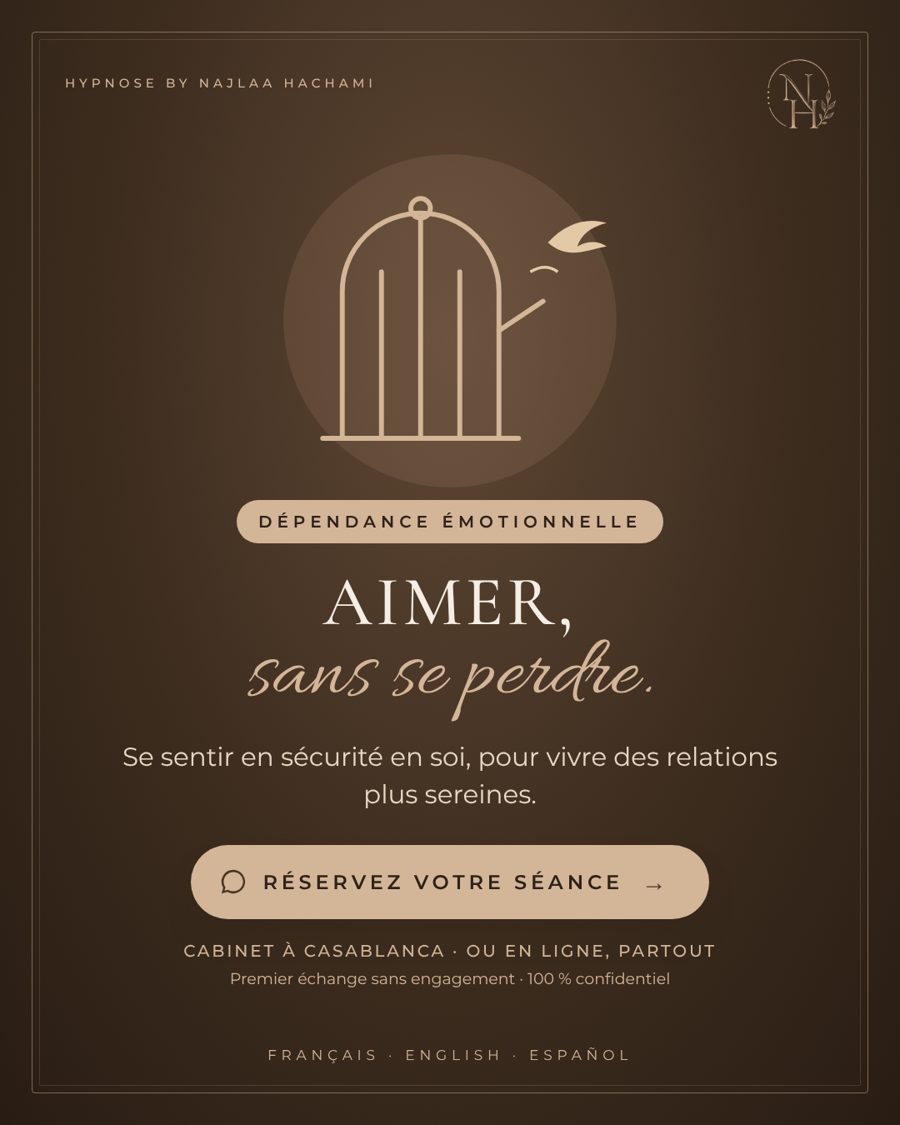 HYPNOSE BY NAJLAA HACHAMI
NH
DÉPENDANCE ÉMOTIONNELLE
AIMER,
sans se perdre.
Se sentir en sécurité en soi, pour vivre des relations
plus sereines.
RÉSERVEZ VOTRE SÉANCE →
CABINET À CASABLANCA · OU EN LIGNE, PARTOUT
Premier échange sans engagement · 100 % confidentiel
FRANÇAIS · ENGLISH · ESPAÑOL